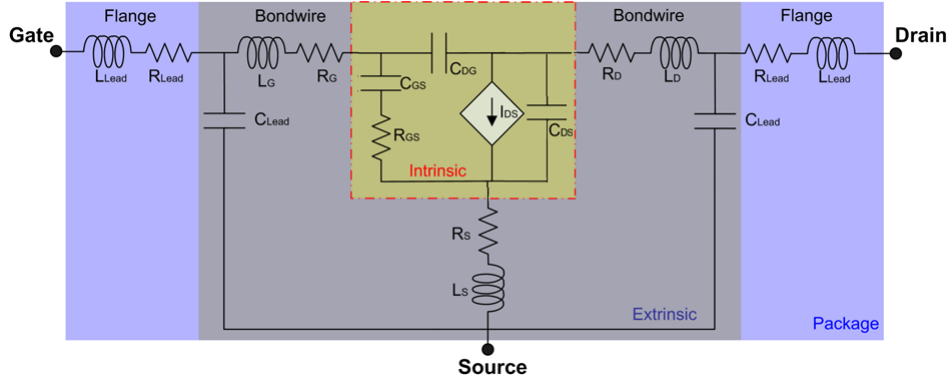 Flange
Bondwire
Bondwire
Flange
Gate
Drain
LLead
RLead
LG
RG
CDG
RD
LD
RLead
LLead
CGS
IDS
CLead
CDS
CLead
RGS
Intrinsic
RS
LS
Extrinsic
Package
Source